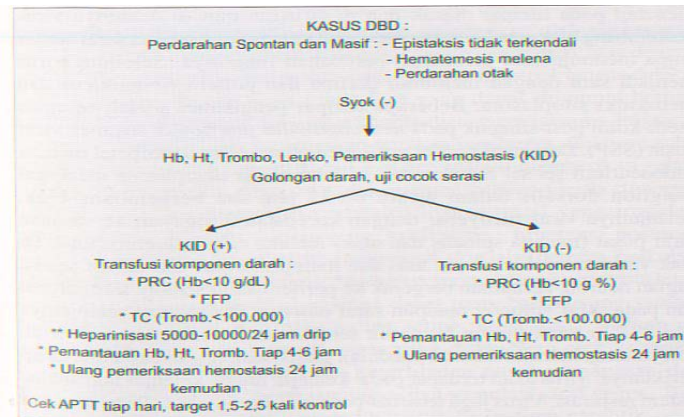 KASUS DBD :
Perdarahan Spontan dan Masif : - Epistaksis tidak terkendali
- Hematemesis melena
- Perdarahan otak
Syok (-)
Hb, Ht, Trombo, Leuko, Pemeriksaan Hemostasis (KID)
Golongan darah, uji cocok serasi
KID (+)
Transfusi komponen darah :
* PRC (Hb<10 g/dL)
* FFP
* TC (Tromb.<100.000)
** Heparinisasi 5000-10000/24 jam drip
* Pemantauan Hb, Ht, Tromb. Tiap 4-6 jam
* Ulang pemeriksaan hemostasis 24 jam
kemudian
Cek APTT tiap hari, target 1,5-2,5 kali kontrol
KID (-)
Transfusi komponen darah :
* PRC (Hb<10 g %)
* FFP
* TC (Tromb.<100.000)
* Pemantauan Hb, Ht, Tromb. Tiap 4-6 jam
* Ulang pemeriksaan hemostasis 24 jam
kemudian